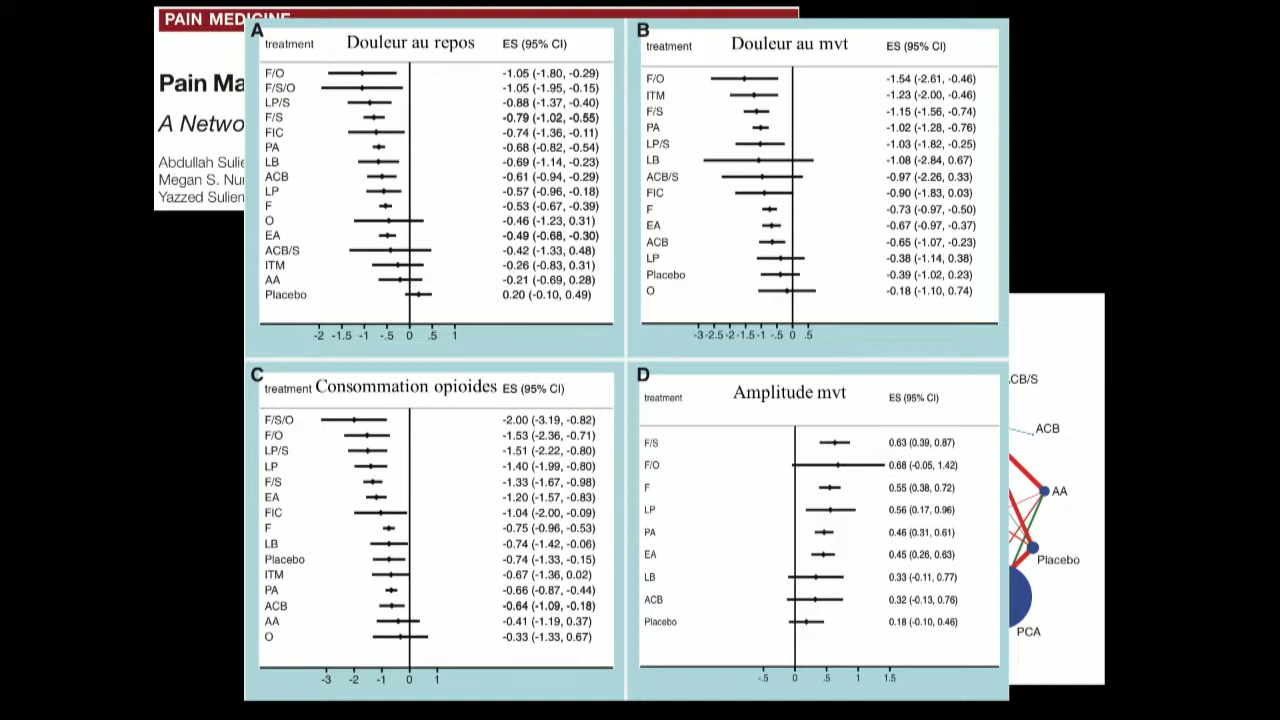 PAIN MEDICINE
Pain Ma
A Netwo
Abdullah Sulie
Megan S. Nu
Yazzed Sulien
A
treatment Douleur au repos ES (95% CI)
F/O -1.05 (-1.80, -0.29)
F/S/O -1.05 (-1.95, -0.15)
LP/S -0.88 (-1.37, -0.40)
F/S -0.79 (-1.02, -0.55)
FIC -0.74 (-1.36, -0.11)
PA -0.68 (-0.82, -0.54)
LB -0.69 (-1.14, -0.23)
ACB -0.61 (-0.94, -0.29)
LP -0.57 (-0.96, -0.18)
F -0.53 (-0.67, -0.39)
O -0.46 (-1.23, 0.31)
EA -0.49 (-0.68, -0.30)
ACB/S -0.42 (-1.33, 0.48)
ITM -0.26 (-0.83, 0.31)
AA -0.21 (-0.69, 0.28)
Placebo 0.20 (-0.10, 0.49)
-2 -1.5 -1 -.5 0 .5 1
B
treatment Douleur au mvt ES (95% CI)
F/O -1.54 (-2.61, -0.46)
ITM -1.23 (-2.00, -0.46)
F/S -1.15 (-1.56, -0.74)
PA -1.02 (-1.28, -0.76)
LP/S -1.03 (-1.82, -0.25)
LB -1.08 (-2.84, 0.67)
ACB/S -0.97 (-2.26, 0.33)
FIC -0.90 (-1.83, 0.03)
F -0.73 (-0.97, -0.50)
EA -0.67 (-0.97, -0.37)
ACB -0.65 (-1.07, -0.23)
LP -0.38 (-1.14, 0.38)
Placebo -0.39 (-1.02, 0.23)
O -0.18 (-1.10, 0.74)
-3 -2.5 -2 -1.5 -1 -.5 0 .5
C
treatment Consommation opioides ES (95% CI)
F/S/O -2.00 (-3.19, -0.82)
F/O -1.53 (-2.36, -0.71)
LP/S -1.51 (-2.22, -0.80)
LP -1.40 (-1.99, -0.80)
F/S -1.33 (-1.67, -0.98)
EA -1.20 (-1.57, -0.83)
FIC -1.04 (-2.00, -0.09)
F -0.75 (-0.96, -0.53)
LB -0.74 (-1.42, -0.06)
Placebo -0.74 (-1.33, -0.15)
ITM -0.67 (-1.36, 0.02)
PA -0.66 (-0.87, -0.44)
ACB -0.64 (-1.09, -0.18)
AA -0.41 (-1.19, 0.37)
O -0.33 (-1.33, 0.67)
-3 -2 -1 0 1
D
treatment Amplitude mvt ES (95% CI)
F/S 0.63 (0.39, 0.87)
F/O 0.68 (-0.05, 1.42)
F 0.55 (0.38, 0.72)
LP 0.56 (0.17, 0.96)
PA 0.46 (0.31, 0.61)
EA 0.45 (0.26, 0.63)
LB 0.33 (-0.11, 0.77)
ACB 0.32 (-0.13, 0.76)
Placebo 0.18 (-0.10, 0.46)
-.5 0 .5 1 1.5
CB/S
ACB
AA
Placebo
PCA